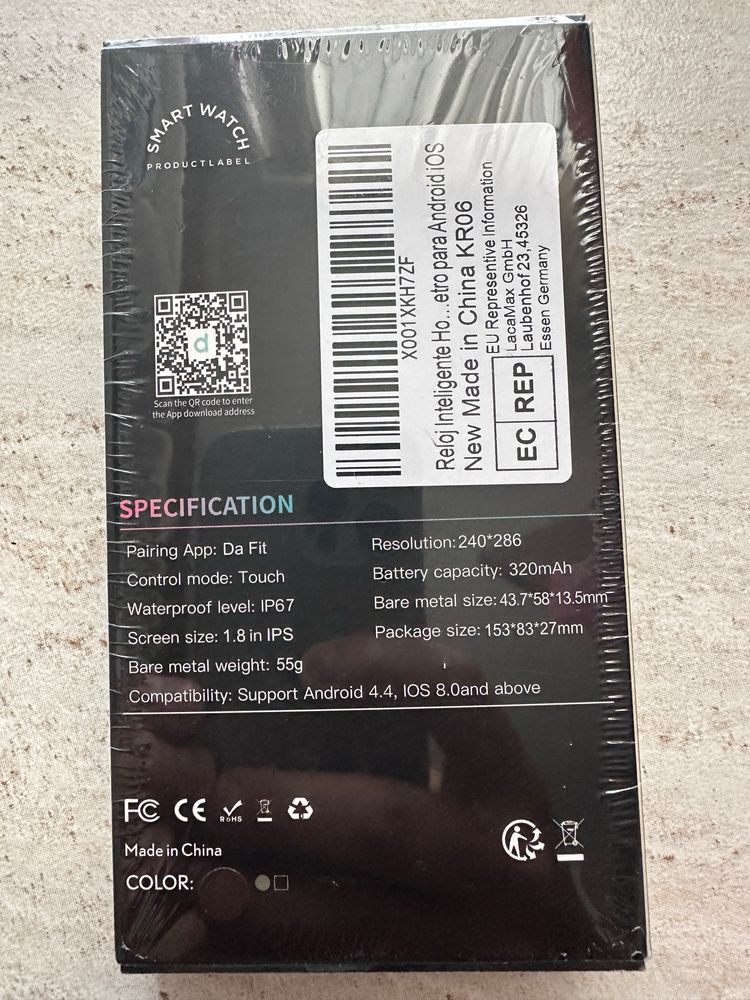 SMART WATCH
PRODUCTLABEL
Scan the QR code to enter
the App download address
X001XKH7ZF
Reloj Inteligente Ho...etro para Android iOS
New Made in China KR06
EU Representive Information
LacaMax GmbH
Laubenhof 23,45326
Essen Germany
EC REP
SPECIFICATION
Pairing App: Da Fit
Control mode: Touch
Waterproof level: IP67
Screen size: 1.8 in IPS
Bare metal weight: 55g
Resolution:240*286
Battery capacity: 320mAh
Bare metal size: 43.7*58*13.5mm
Package size: 153*83*27mm
Compatibility: Support Android 4.4, IOS 8.0and above
FC CE RoHS
Made in China
COLOR: